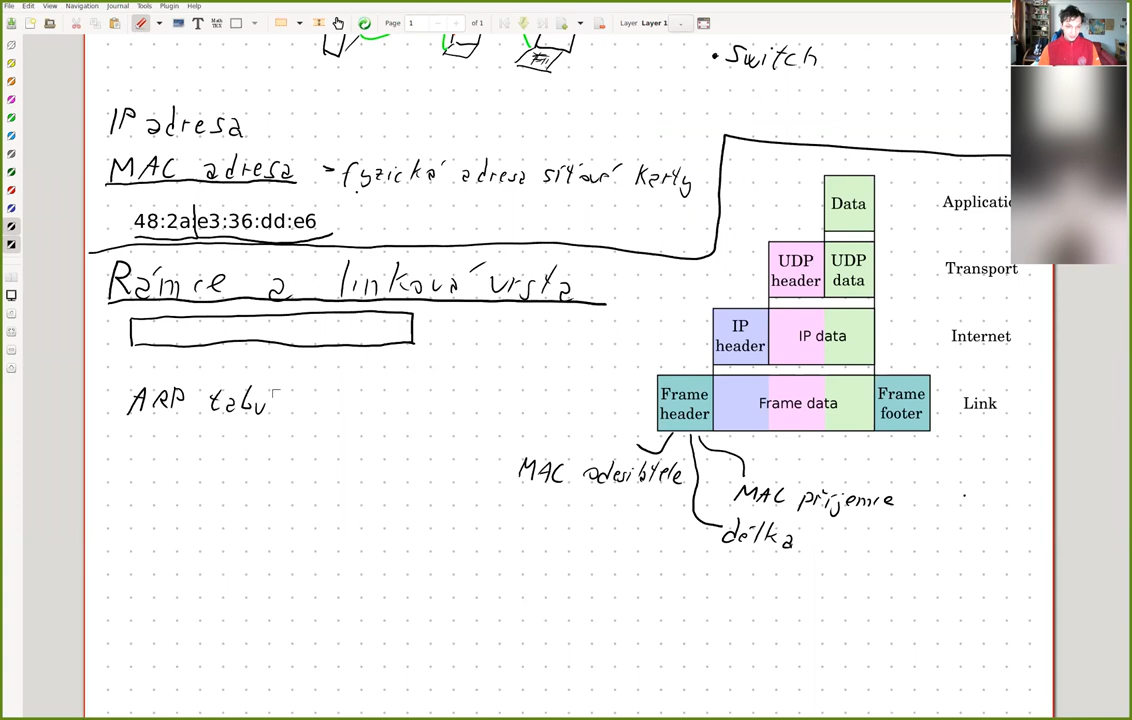 File Edit View Navigation Journal Tools Plugin Help
Page 1 of 1 Layer Layer 1
• Switch
IP adresa
MAC adresa - fyzická adresa síťové karty
48:2a:e3:36:dd:e6
Rámce a linková vrstva
ARP tabu
Data
Applicatio
UDP header
UDP data
Transport
IP header
IP data
Internet
Frame header
Frame data
Frame footer
Link
MAC odesilatele
MAC příjemce
délka